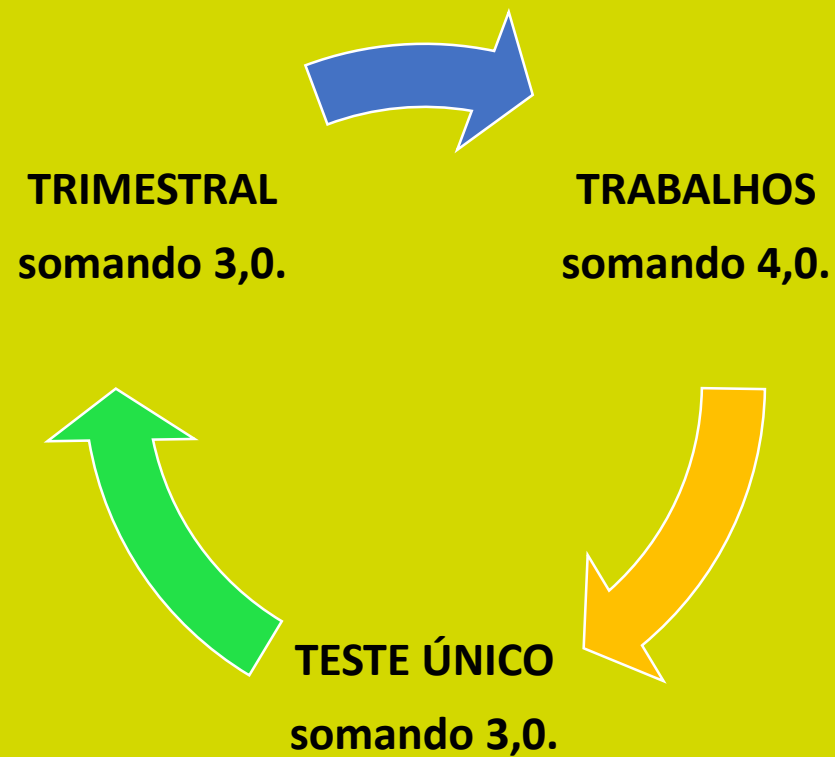 TRIMESTRAL
somando 3,0.
TRABALHOS
somando 4,0.
TESTE ÚNICO
somando 3,0.